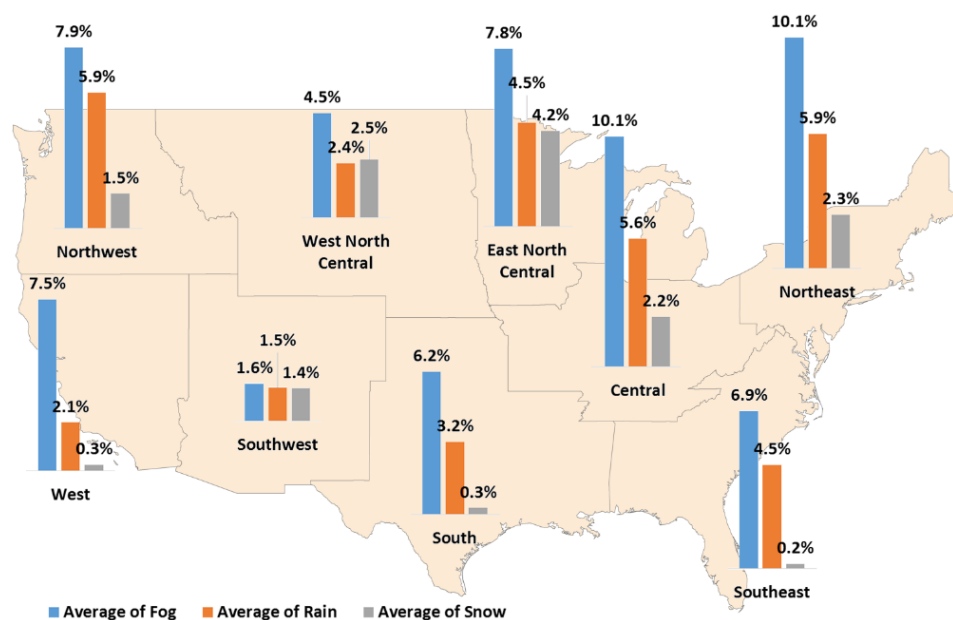 7.9%
5.9%
1.5%
Northwest
4.5%
2.4%
2.5%
West North
Central
7.8%
4.5%
4.2%
East North
Central
10.1%
5.6%
2.2%
Central
10.1%
5.9%
2.3%
Northeast
7.5%
2.1%
0.3%
West
1.6%
1.5%
1.4%
Southwest
6.2%
3.2%
0.3%
South
6.9%
4.5%
0.2%
Southeast
Average of Fog Average of Rain Average of Snow